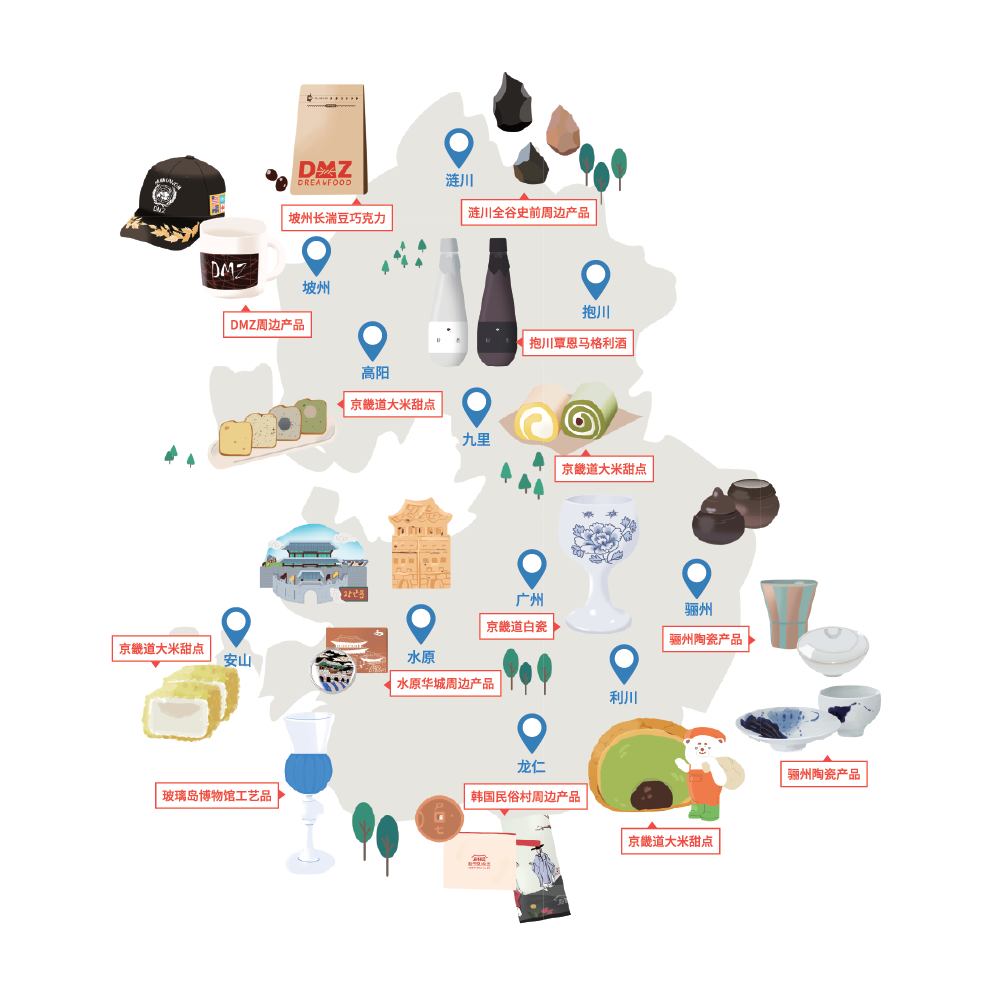 DMZ
DREAMFOOD
涟川
坡州长湍豆巧克力
涟川全谷史前周边产品
DMZ
DMZ
坡州
抱川
DMZ周边产品
抱川覃恩马格利酒
高阳
京畿道大米甜点
九里
京畿道大米甜点
广州
骊州
京畿道白瓷
骊州陶瓷产品
安山
京畿道大米甜点
水原
水原华城周边产品
利川
龙仁
骊州陶瓷产品
玻璃岛博物馆工艺品
韩国民俗村周边产品
京畿道大米甜点